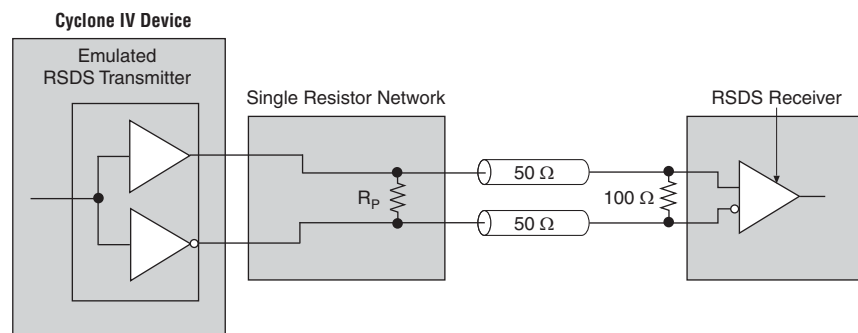 Cyclone IV Device
Emulated
RSDS Transmitter
Single Resistor Network
RSDS Receiver
50 Ω
R_P
100 Ω
50 Ω